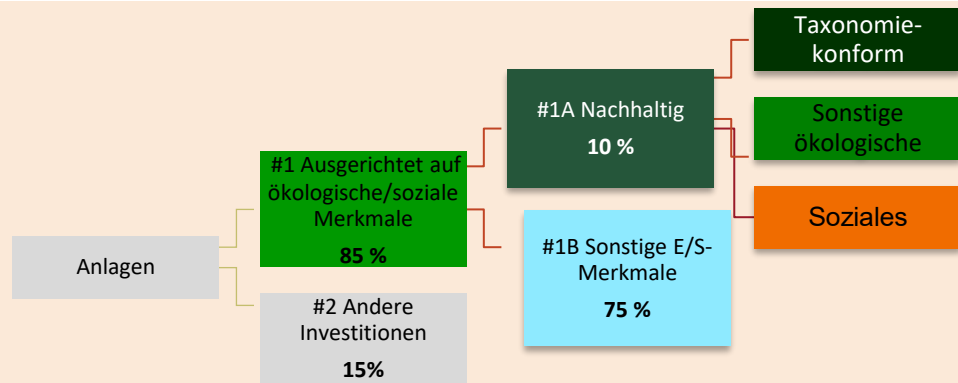 Anlagen
#1 Ausgerichtet auf
ökologische/soziale
Merkmale
85 %
#2 Andere
Investitionen
15%
#1A Nachhaltig
10 %
#1B Sonstige E/S-
Merkmale
75 %
Taxonomie-
konform
Sonstige
ökologische
Soziales